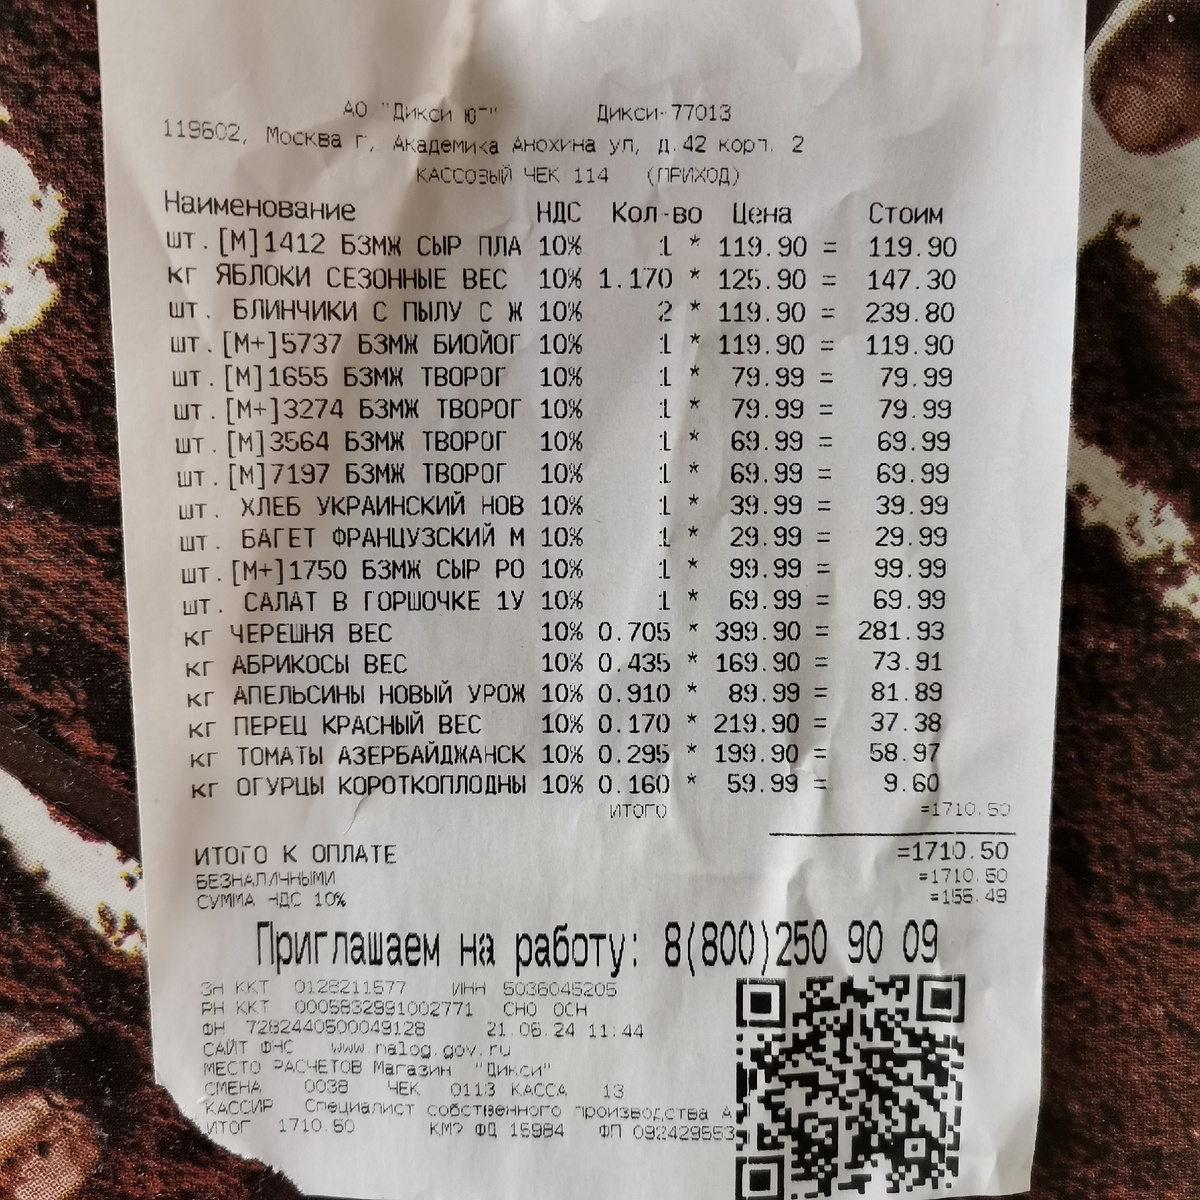 АО "Дикси Юг" Дикси-77013
119602, Москва г, Академика Анохина ул, д.42 корп. 2
КАССОВЫЙ ЧЕК 114 (ПРИХОД)
Наименование НДС Кол-во Цена Стоим
шт.[М]1412 БЗМЖ СЫР ПЛА 10% 1 * 119.90 = 119.90
кг ЯБЛОКИ СЕЗОННЫЕ ВЕС 10% 1.170 * 125.90 = 147.30
шт. БЛИНЧИКИ С ПЫЛУ С Ж 10% 2 * 119.90 = 239.80
шт.[М+]5737 БЗМЖ БИОЙОГ 10% 1 * 119.90 = 119.90
шт.[М]1655 БЗМЖ ТВОРОГ 10% 1 * 79.99 = 79.99
шт.[М+]3274 БЗМЖ ТВОРОГ 10% 1 * 79.99 = 79.99
шт.[М]3564 БЗМЖ ТВОРОГ 10% 1 * 69.99 = 69.99
шт.[М]7197 БЗМЖ ТВОРОГ 10% 1 * 69.99 = 69.99
шт. ХЛЕБ УКРАИНСКИЙ НОВ 10% 1 * 39.99 = 39.99
шт. БАГЕТ ФРАНЦУЗСКИЙ М 10% 1 * 29.99 = 29.99
шт.[М+]1750 БЗМЖ СЫР РО 10% 1 * 99.99 = 99.99
шт. САЛАТ В ГОРШОЧКЕ 1У 10% 1 * 69.99 = 69.99
кг ЧЕРЕШНЯ ВЕС 10% 0.705 * 399.90 = 281.93
кг АБРИКОСЫ ВЕС 10% 0.435 * 169.90 = 73.91
кг АПЕЛЬСИНЫ НОВЫЙ УРОЖ 10% 0.910 * 89.99 = 81.89
кг ПЕРЕЦ КРАСНЫЙ ВЕС 10% 0.170 * 219.90 = 37.38
кг ТОМАТЫ АЗЕРБАЙДЖАНСК 10% 0.295 * 199.90 = 58.97
кг ОГУРЦЫ КОРОТКОПЛОДНЫ 10% 0.160 * 59.99 = 9.60
ИТОГО =1710.50
ИТОГО К ОПЛАТЕ =1710.50
БЕЗНАЛИЧНЫМИ =1710.50
СУММА НДС 10% =155.49
Приглашаем на работу: 8(800)250 90 09
ЗН ККТ 0128211577 ИНН 5036045205
РН ККТ 0005832991002771 СНО ОСН
ФН 7282440500049128 21.06.24 11:44
САЙТ ФНС www.nalog.gov.ru
МЕСТО РАСЧЕТОВ Магазин "Дикси"
СМЕНА 0038 ЧЕК 0113 КАССА 13
КАССИР Специалист собственного производства А
ИТОГ 1710.50 ФД 15984 ФП 092429553